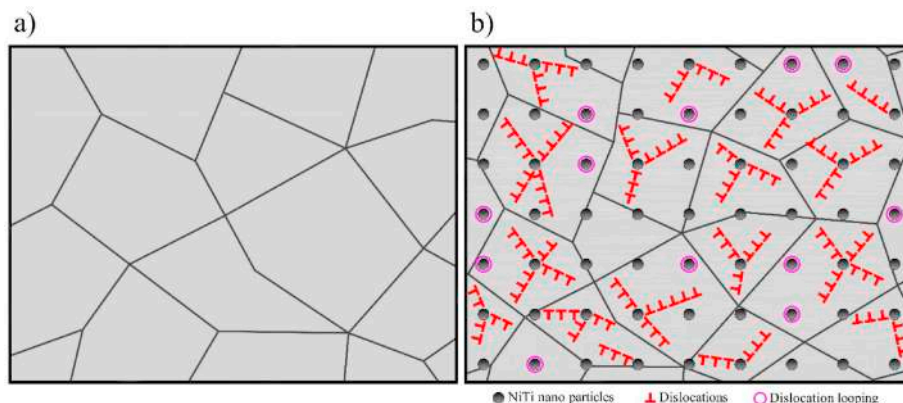 a)
b)
NiTi nano particles
Dislocations
Dislocation looping